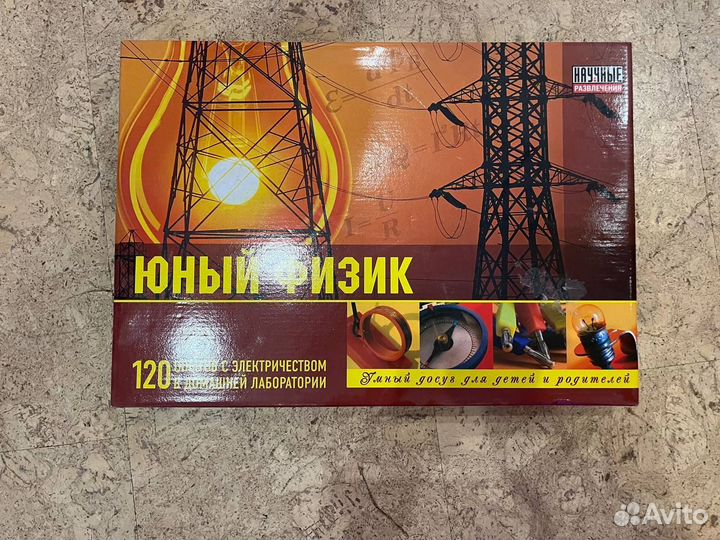 НАУЧНЫЕ
РАЗВЛЕЧЕНИЯ
ЮНЫЙ ФИЗИК
120 ОПЫТОВ С ЭЛЕКТРИЧЕСТВОМ
В ДОМАШНЕЙ ЛАБОРАТОРИИ
Умный досуг для детей и родителей
Avito